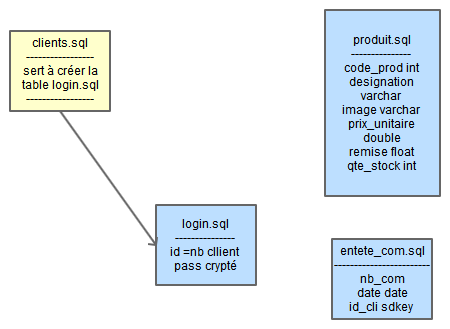 clients.sql
-----------------
sert à créer la
table login.sql
-----------------
produit.sql
---------------
code_prod int
designation
varchar
image varchar
prix_unitaire
double
remise float
qte_stock int
login.sql
---------------
id =nb cllient
pass crypté
entete_com.sql
------------------------
nb_com
date date
id_cli sdkey